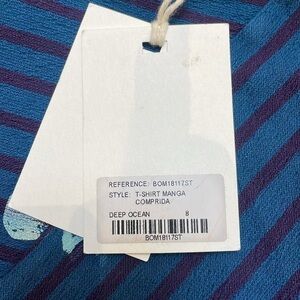 REFERENCE: BOM18117ST
STYLE: T-SHIRT MANGA
COMPRIDA
DEEP OCEAN 8
BOM18117ST